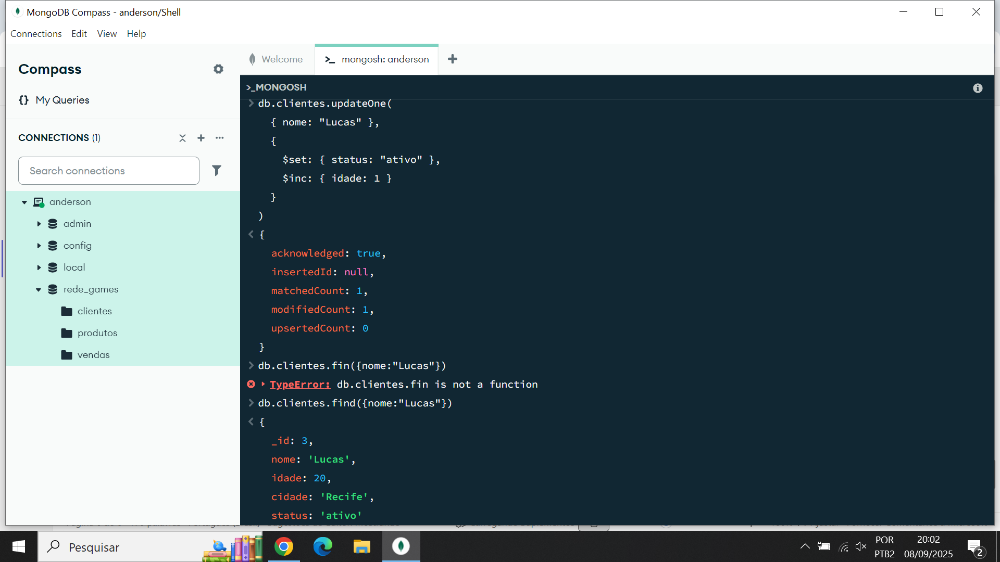 MongoDB Compass - anderson/Shell
Connections Edit View Help
Compass
My Queries
CONNECTIONS (1)
Search connections
anderson
admin
config
local
rede_games
clientes
produtos
vendas
Welcome
mongosh: anderson
>_MONGOSH
db.clientes.updateOne(
{ nome: "Lucas" },
{
$set: { status: "ativo" },
$inc: { idade: 1 }
}
)
{
acknowledged: true,
insertedId: null,
matchedCount: 1,
modifiedCount: 1,
upsertedCount: 0
}
db.clientes.fin({nome:"Lucas"})
TypeError: db.clientes.fin is not a function
db.clientes.find({nome:"Lucas"})
{
_id: 3,
nome: 'Lucas',
idade: 20,
cidade: 'Recife',
status: 'ativo'
Pesquisar
POR
PTB2
20:02
08/09/2025
2